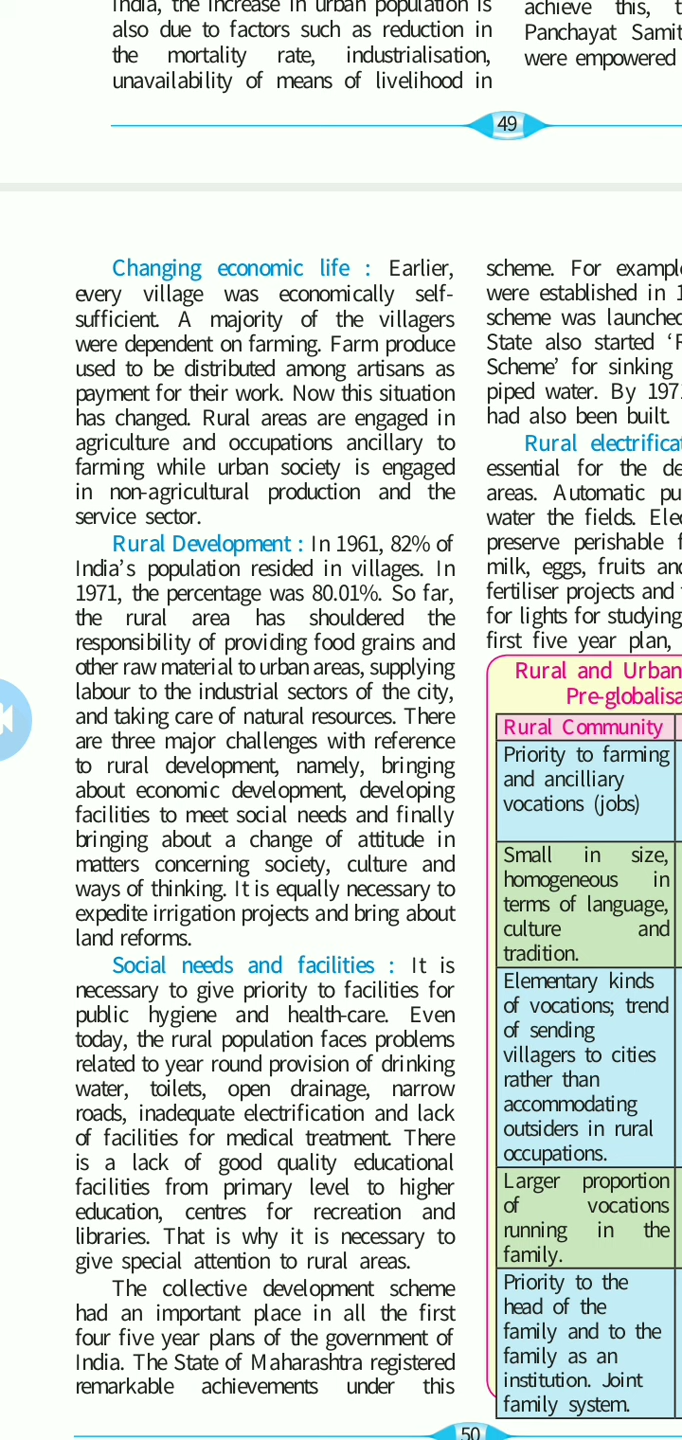 India, the increase in urban population is
also due to factors such as reduction in
the mortality rate, industrialisation,
unavailability of means of livelihood in
achieve this, t
Panchayat Samit
were empowered
49
Changing economic life : Earlier,
every village was economically self-
sufficient. A majority of the villagers
were dependent on farming. Farm produce
used to be distributed among artisans as
payment for their work. Now this situation
has changed. Rural areas are engaged in
agriculture and occupations ancillary to
farming while urban society is engaged
in non-agricultural production and the
service sector.
Rural Development : In 1961, 82% of
India's population resided in villages. In
1971, the percentage was 80.01%. So far,
the rural area has shouldered the
responsibility of providing food grains and
other raw material to urban areas, supplying
labour to the industrial sectors of the city,
and taking care of natural resources. There
are three major challenges with reference
to rural development, namely, bringing
about economic development, developing
facilities to meet social needs and finally
bringing about a change of attitude in
matters concerning society, culture and
ways of thinking. It is equally necessary to
expedite irrigation projects and bring about
land reforms.
Social needs and facilities : It is
necessary to give priority to facilities for
public hygiene and health-care. Even
today, the rural population faces problems
related to year round provision of drinking
water, toilets, open drainage, narrow
roads, inadequate electrification and lack
of facilities for medical treatment. There
is a lack of good quality educational
facilities from primary level to higher
education, centres for recreation and
libraries. That is why it is necessary to
give special attention to rural areas.
The collective development scheme
had an important place in all the first
four five year plans of the government of
India. The State of Maharashtra registered
remarkable achievements under this
scheme. For exampl
were established in 1
scheme was launched
State also started ‘R
Scheme’ for sinking
piped water. By 1971
had also been built.
Rural electrificat
essential for the de
areas. Automatic pu
water the fields. Elec
preserve perishable f
milk, eggs, fruits and
fertiliser projects and
for lights for studying
first five year plan,
Rural and Urban
Pre-globalisa
Rural Community
Priority to farming
and ancilliary
vocations (jobs)
Small in size,
homogeneous in
terms of language,
culture and
tradition.
Elementary kinds
of vocations; trend
of sending
villagers to cities
rather than
accommodating
outsiders in rural
occupations.
Larger proportion
of vocations
running in the
family.
Priority to the
head of the
family and to the
family as an
institution. Joint
family system.
50